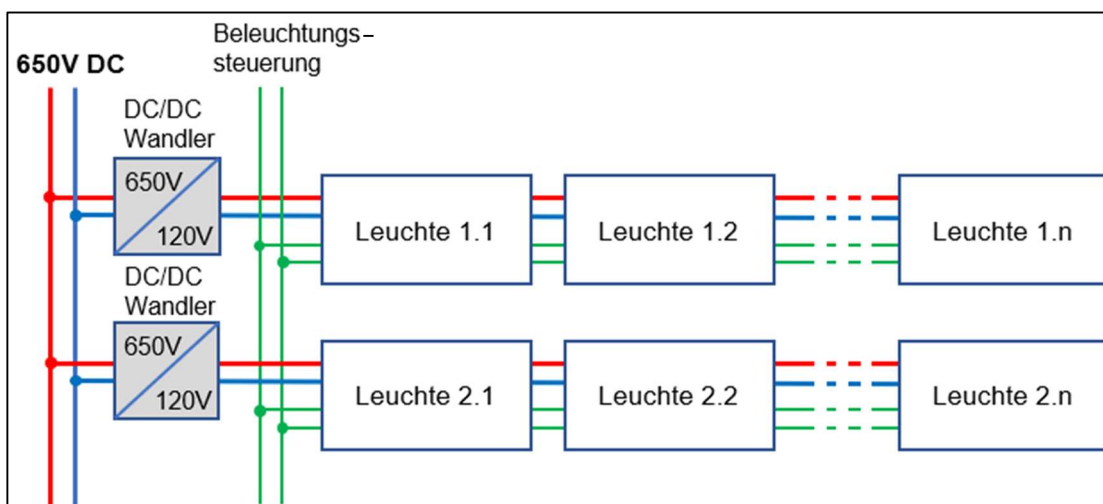 Beleuchtungs-
steuerung
650V DC
DC/DC
Wandler
650V
120V
Leuchte 1.1
Leuchte 1.2
Leuchte 1.n
DC/DC
Wandler
650V
120V
Leuchte 2.1
Leuchte 2.2
Leuchte 2.n